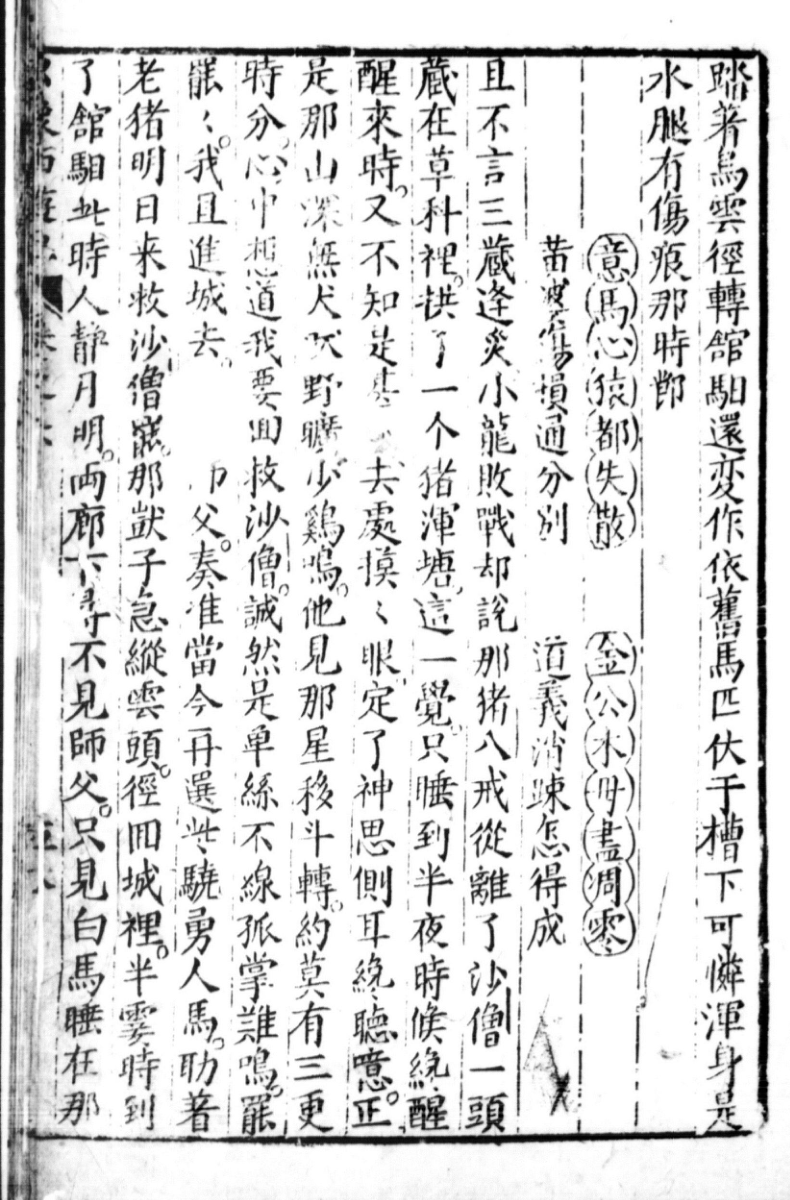 踏着烏雲徑轉館馹還变作依舊馬匹伏于槽下可憐渾身是
水腿有傷痕那時節
意馬心猿都失散　金公木母盡凋零
黄婆傷損通分别　道義消踈怎得成
且不言三藏逢灾小龍敗戰却説那猪八戒從離了沙僧一頭
藏在草科裡。拱了一个猪渾塘。這一覺。只睡到半夜時候纔醒
醒來時。又不知是甚去處摸〻眼。定了神思側耳纔聽。噫。正
是那山深無犬吠野曠少鷄鳴。他見那星移斗轉。約莫有三更
時分。心中想道我要囬救沙僧。誠然是单絲不線孤掌难鳴。罷
罷〻。我且進城去。父。奏准當今再選些驍勇人馬。助着
老猪明日来救沙僧罷。那獃子急縱雲頭。徑回城裡。半霎時到
了館馹此時人静月明。両廊下尋不見師父。只見白馬睡在那